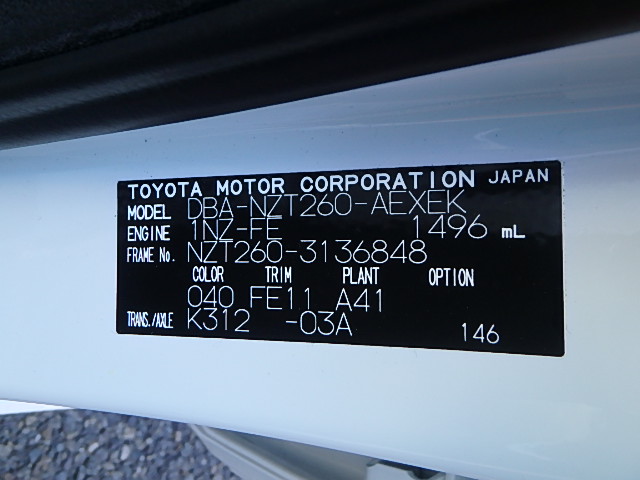 TOYOTA MOTOR CORPORATION JAPAN
MODEL DBA-NZT260-AEXEK
ENGINE 1NZ-FE 1496 mL
FRAME No. NZT260-3136848
COLOR TRIM PLANT OPTION
040 FE11 A41
TRANS./AXLE K312 -03A 146